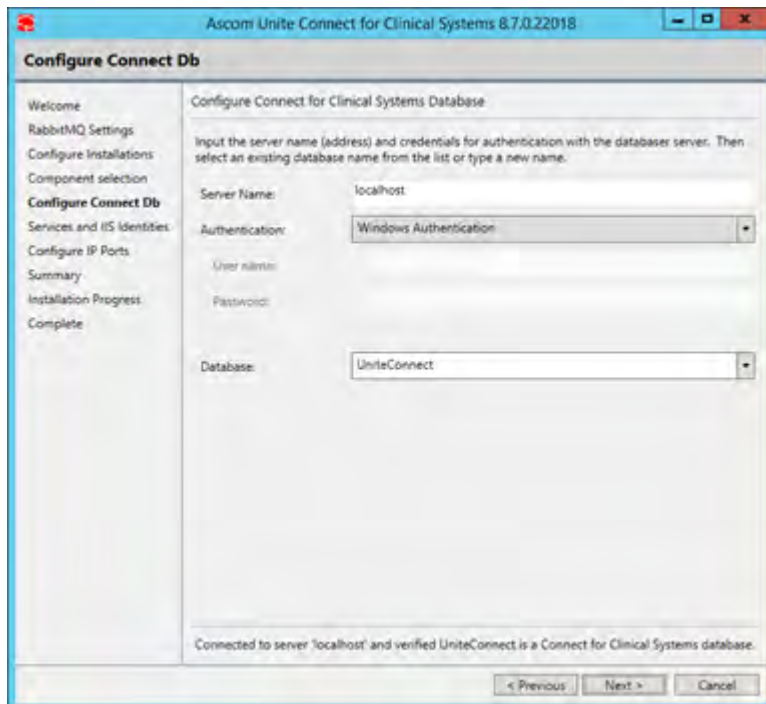 Ascom Unite Connect for Clinical Systems 8.7.0.22018
Configure Connect Db
Welcome
RabbitMQ Settings
Configure Installations
Component selection
Configure Connect Db
Services and IIS Identities
Configure IP Ports
Summary
Installation Progress
Complete
Configure Connect for Clinical Systems Database
Input the server name (address) and credentials for authentication with the databaser server. Then
select an existing database name from the list or type a new name.
Server Name: localhost
Authentication: Windows Authentication
User name:
Password:
Database: UniteConnect
Connected to server 'localhost' and verified UniteConnect is a Connect for Clinical Systems database.
< Previous Next > Cancel